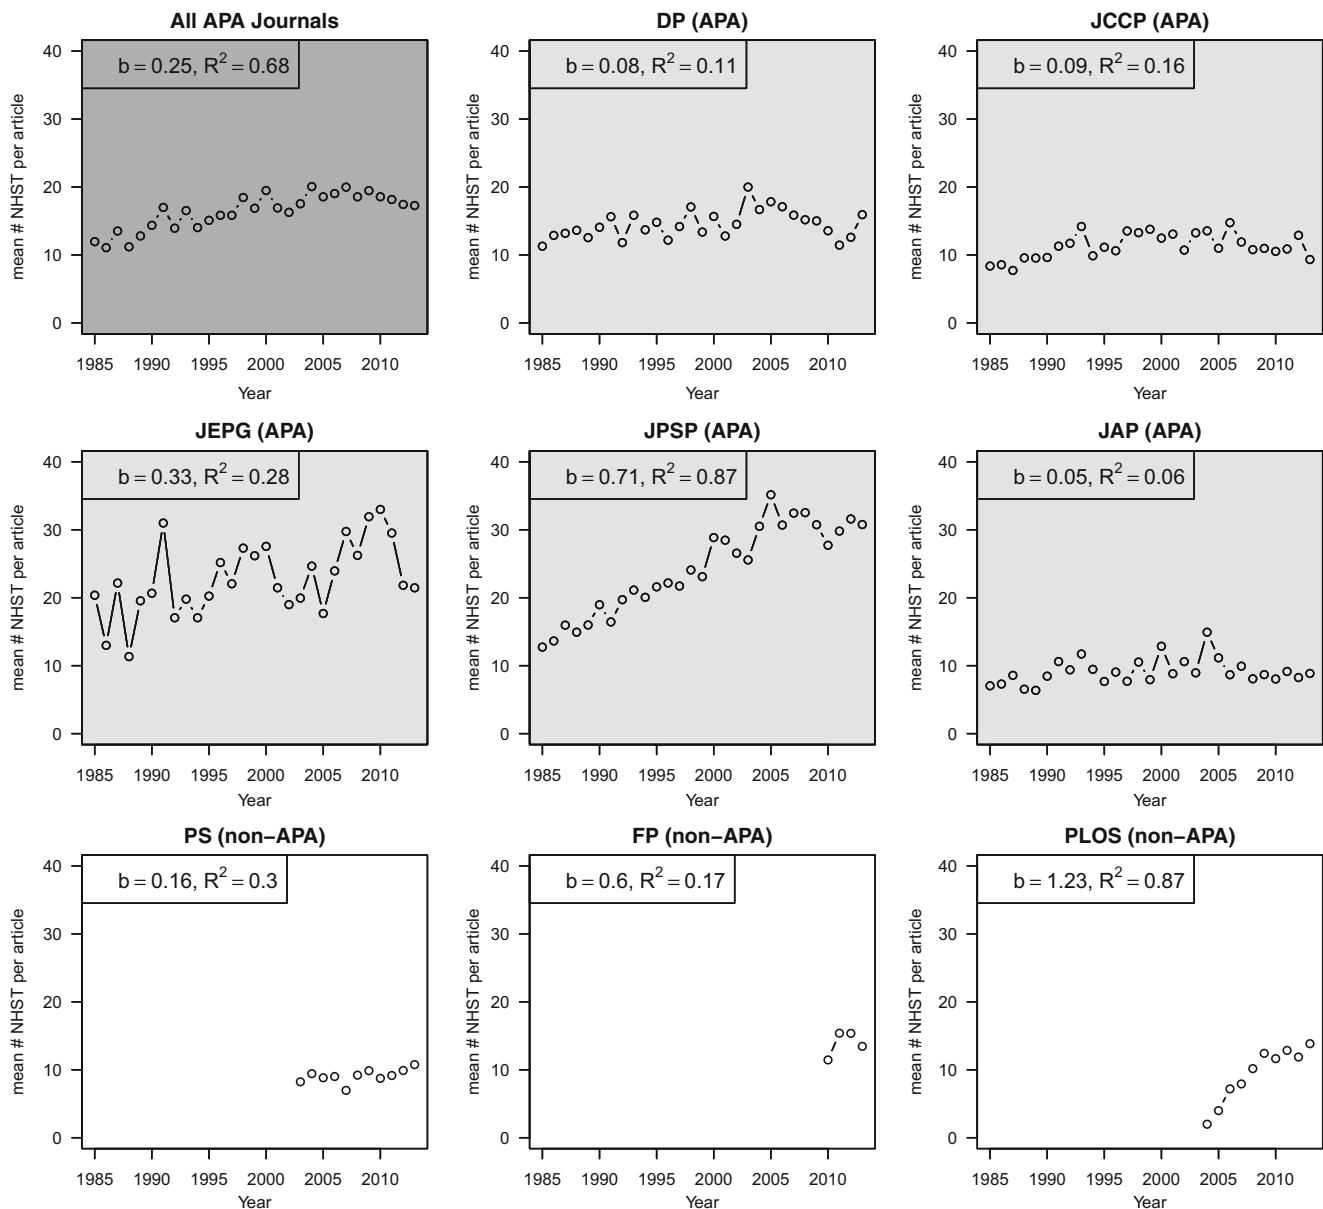 All APA Journals
b = 0.25, R² = 0.68
mean # NHST per article
40
30
20
10
0
1985 1990 1995 2000 2005 2010
Year
DP (APA)
b = 0.08, R² = 0.11
mean # NHST per article
40
30
20
10
0
1985 1990 1995 2000 2005 2010
Year
JCCP (APA)
b = 0.09, R² = 0.16
mean # NHST per article
40
30
20
10
0
1985 1990 1995 2000 2005 2010
Year
JEPG (APA)
b = 0.33, R² = 0.28
mean # NHST per article
40
30
20
10
0
1985 1990 1995 2000 2005 2010
Year
JPSP (APA)
b = 0.71, R² = 0.87
mean # NHST per article
40
30
20
10
0
1985 1990 1995 2000 2005 2010
Year
JAP (APA)
b = 0.05, R² = 0.06
mean # NHST per article
40
30
20
10
0
1985 1990 1995 2000 2005 2010
Year
PS (non−APA)
b = 0.16, R² = 0.3
mean # NHST per article
40
30
20
10
0
1985 1990 1995 2000 2005 2010
Year
FP (non−APA)
b = 0.6, R² = 0.17
mean # NHST per article
40
30
20
10
0
1985 1990 1995 2000 2005 2010
Year
PLOS (non−APA)
b = 1.23, R² = 0.87
mean # NHST per article
40
30
20
10
0
1985 1990 1995 2000 2005 2010
Year